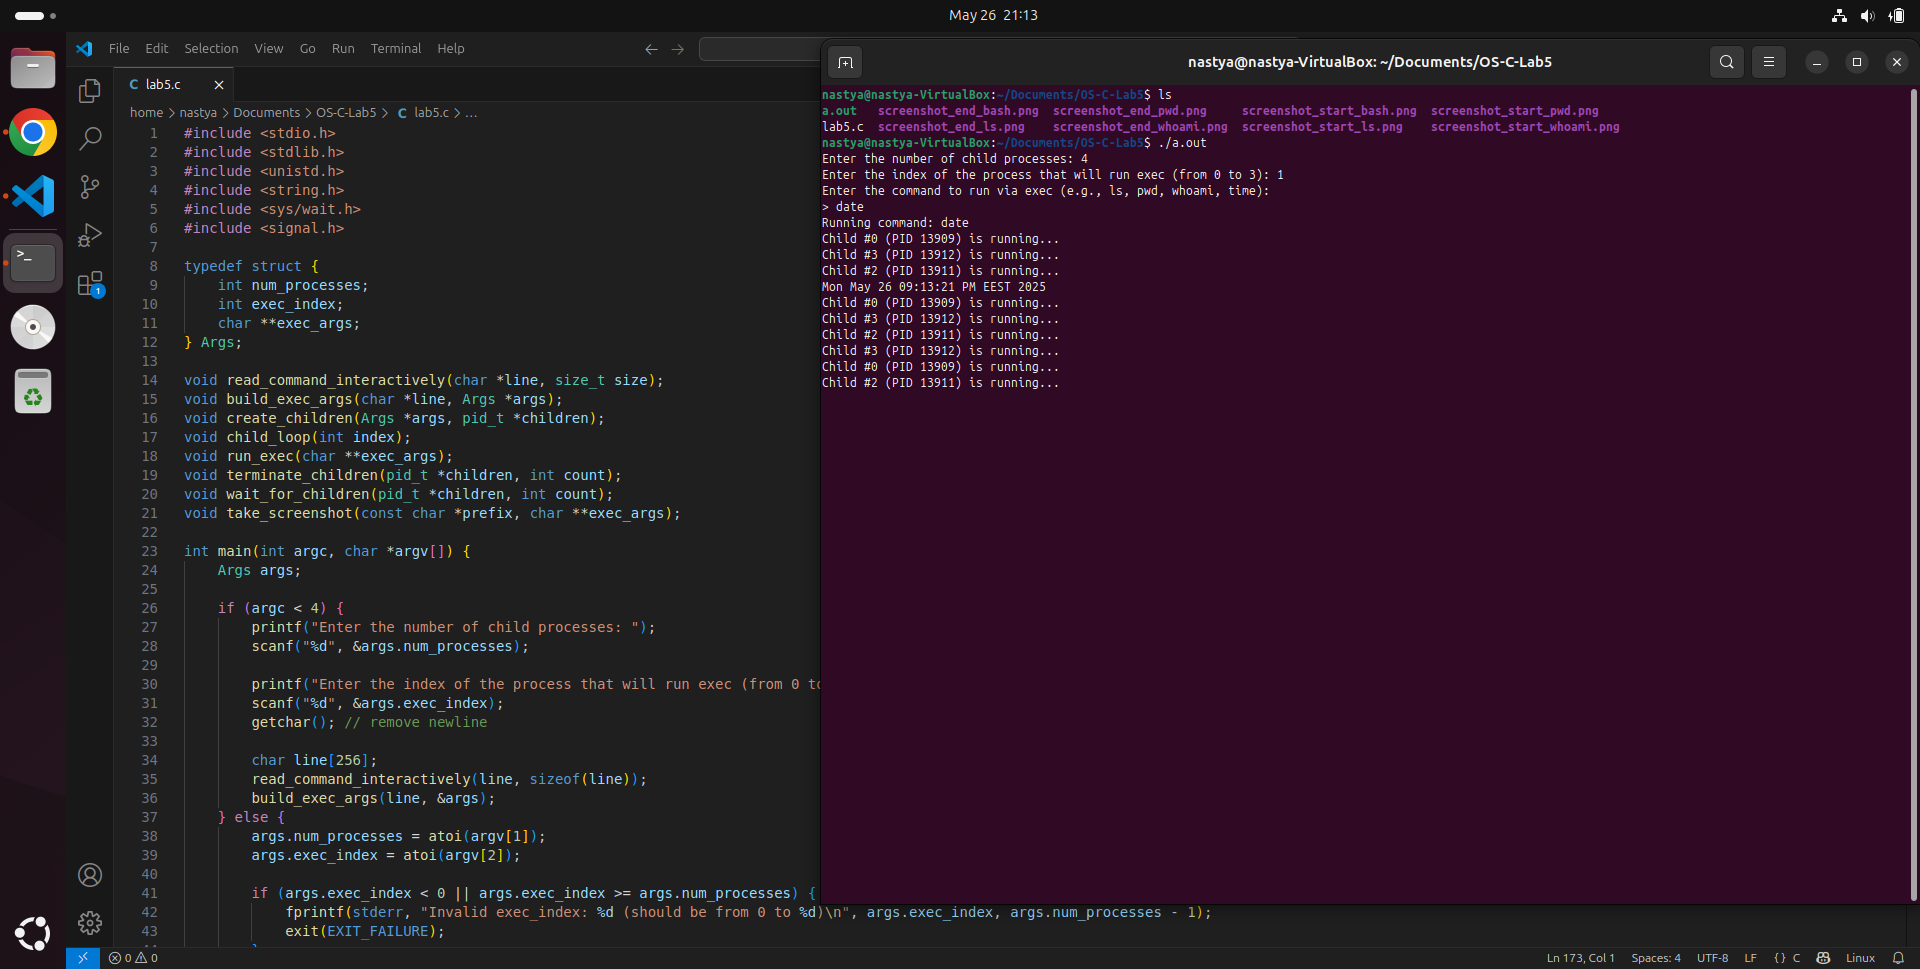 May 26 21:13
File Edit Selection View Go Run Terminal Help
lab5.c
home > nastya > Documents > OS-C-Lab5 > C lab5.c > ...
1 #include <stdio.h>
2 #include <stdlib.h>
3 #include <unistd.h>
4 #include <string.h>
5 #include <sys/wait.h>
6 #include <signal.h>
7
8 typedef struct {
9     int num_processes;
10     int exec_index;
11     char **exec_args;
12 } Args;
13
14 void read_command_interactively(char *line, size_t size);
15 void build_exec_args(char *line, Args *args);
16 void create_children(Args *args, pid_t *children);
17 void child_loop(int index);
18 void run_exec(char **exec_args);
19 void terminate_children(pid_t *children, int count);
20 void wait_for_children(pid_t *children, int count);
21 void take_screenshot(const char *prefix, char **exec_args);
22
23 int main(int argc, char *argv[]) {
24     Args args;
25
26     if (argc < 4) {
27         printf("Enter the number of child processes: ");
28         scanf("%d", &args.num_processes);
29
30         printf("Enter the index of the process that will run exec (from 0 to
31         scanf("%d", &args.exec_index);
32         getchar(); // remove newline
33
34         char line[256];
35         read_command_interactively(line, sizeof(line));
36         build_exec_args(line, &args);
37     } else {
38         args.num_processes = atoi(argv[1]);
39         args.exec_index = atoi(argv[2]);
40
41         if (args.exec_index < 0 || args.exec_index >= args.num_processes) {
42             fprintf(stderr, "Invalid exec_index: %d (should be from 0 to %d)\n", args.exec_index, args.num_processes - 1);
43             exit(EXIT_FAILURE);
nastya@nastya-VirtualBox: ~/Documents/OS-C-Lab5
nastya@nastya-VirtualBox:~/Documents/OS-C-Lab5$ ls
a.out screenshot_end_bash.png screenshot_end_pwd.png screenshot_start_bash.png screenshot_start_pwd.png
lab5.c screenshot_end_ls.png screenshot_end_whoami.png screenshot_start_ls.png screenshot_start_whoami.png
nastya@nastya-VirtualBox:~/Documents/OS-C-Lab5$ ./a.out
Enter the number of child processes: 4
Enter the index of the process that will run exec (from 0 to 3): 1
Enter the command to run via exec (e.g., ls, pwd, whoami, time):
> date
Running command: date
Child #0 (PID 13909) is running...
Child #3 (PID 13912) is running...
Child #2 (PID 13911) is running...
Mon May 26 09:13:21 PM EEST 2025
Child #0 (PID 13909) is running...
Child #3 (PID 13912) is running...
Child #2 (PID 13911) is running...
Child #3 (PID 13912) is running...
Child #0 (PID 13909) is running...
Child #2 (PID 13911) is running...
0 0 Ln 173, Col 1 Spaces: 4 UTF-8 LF {} C Linux